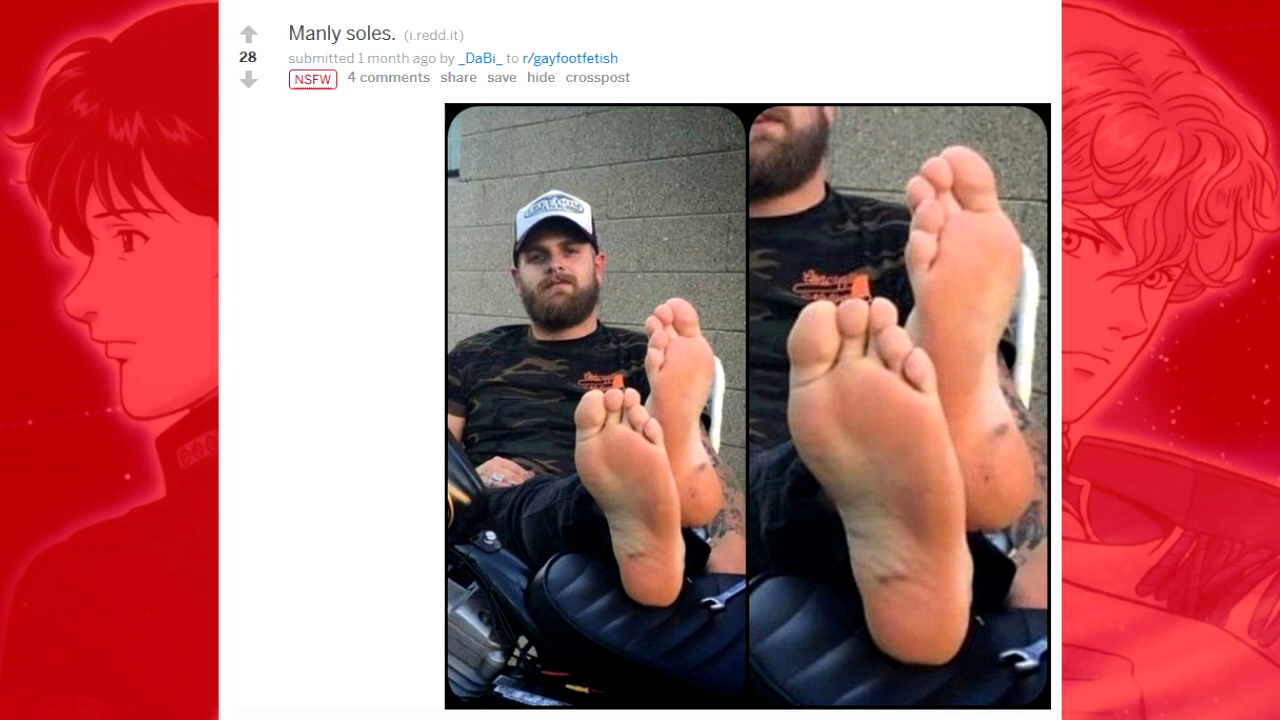 Manly soles. (i.redd.it)
28
submitted 1 month ago by _DaBi_ to r/gayfootfetish
NSFW 4 comments share save hide crosspost